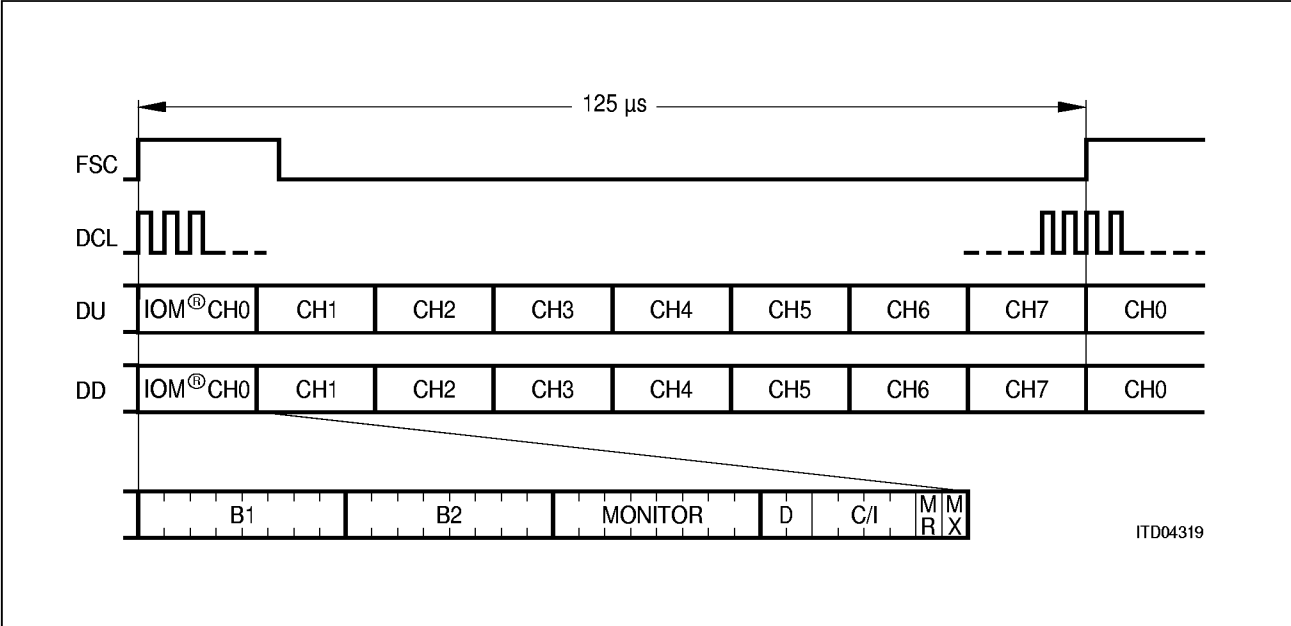 125 µs
FSC
DCL
DU IOM®CH0 CH1 CH2 CH3 CH4 CH5 CH6 CH7 CH0
DD IOM®CH0 CH1 CH2 CH3 CH4 CH5 CH6 CH7 CH0
B1 B2 MONITOR D C/I MR MX
ITD04319